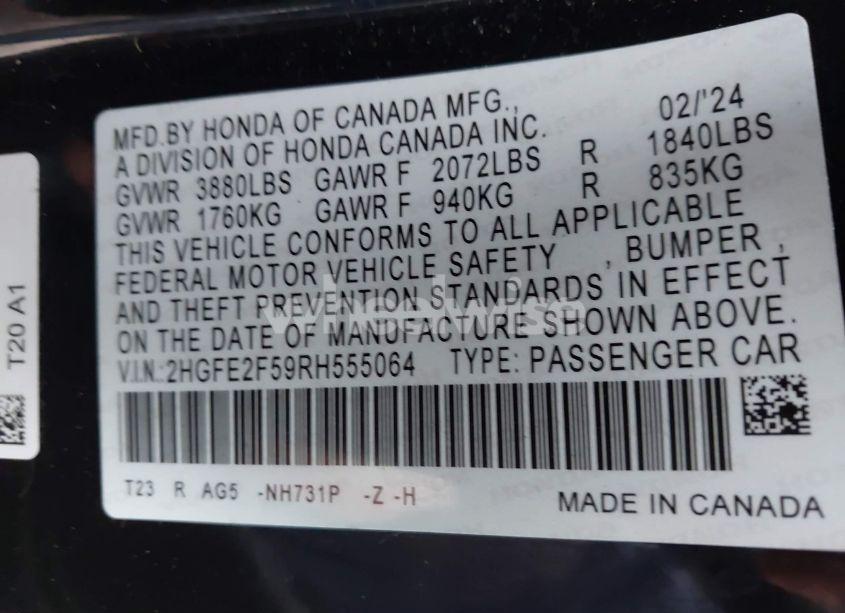 MFD.BY HONDA OF CANADA MFG., 02/'24
A DIVISION OF HONDA CANADA INC.
GVWR 3880LBS GAWR F 2072LBS R 1840LBS
GVWR 1760KG GAWR F 940KG R 835KG
THIS VEHICLE CONFORMS TO ALL APPLICABLE
FEDERAL MOTOR VEHICLE SAFETY , BUMPER ,
AND THEFT PREVENTION STANDARDS IN EFFECT
ON THE DATE OF MANUFACTURE SHOWN ABOVE.
V.I.N.:2HGFE2F59RH555064 TYPE: PASSENGER CAR
T23 R AG5 -NH731P -Z -H
MADE IN CANADA
T20 A1
wheelwise